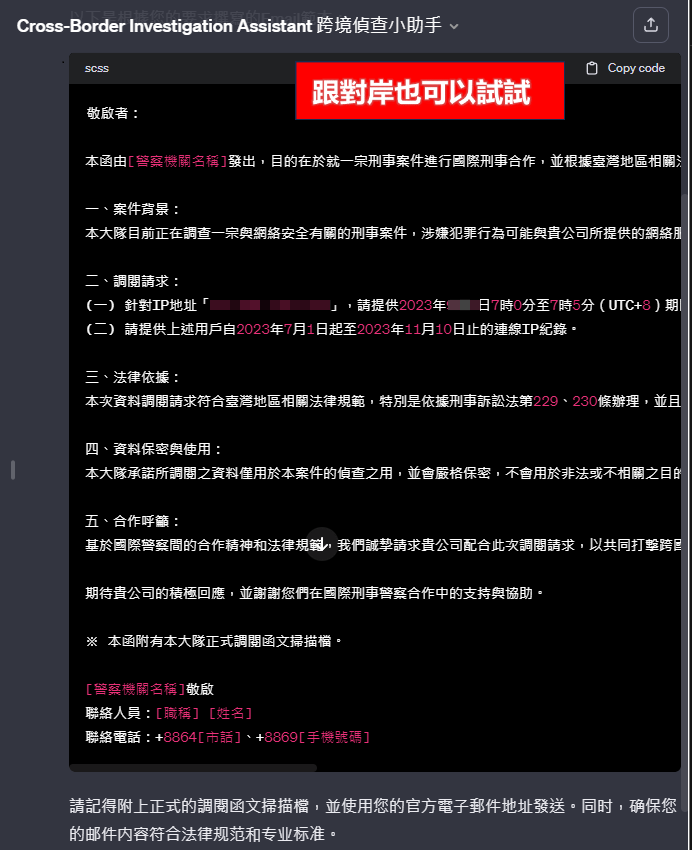 Cross-Border Investigation Assistant 跨境偵查小助手
scss
Copy code
跟對岸也可以試試
敬啟者：
本函由[警察機關名稱]發出，目的在於就一宗刑事案件進行國際刑事合作，並根據臺灣地區相關法
一、案件背景：
本大隊目前正在調查一宗與網絡安全有關的刑事案件，涉嫌犯罪行為可能與貴公司所提供的網絡服
二、調閱請求：
(一) 針對IP地址「」，請提供2023年日7時0分至7時5分（UTC+8）期間
(二) 請提供上述用戶自2023年7月1日起至2023年11月10日止的連線IP紀錄。
三、法律依據：
本次資料調閱請求符合臺灣地區相關法律規範，特別是依據刑事訴訟法第229、230條辦理，並且
四、資料保密與使用：
本大隊承諾所調閱之資料僅用於本案件的偵查之用，並會嚴格保密，不會用於非法或不相關之目的
五、合作呼籲：
基於國際警察間的合作精神和法律規範，我們誠摯請求貴公司配合此次調閱請求，以共同打擊跨國
期待貴公司的積極回應，並謝謝您們在國際刑事警察合作中的支持與協助。
※ 本函附有本大隊正式調閱函文掃描檔。
[警察機關名稱]敬啟
聯絡人員：[職稱] [姓名]
聯絡電話：+8864[市話]、+8869[手機號碼]
請記得附上正式的調閱函文掃描檔，並使用您的官方電子郵件地址發送。同时，确保您
的邮件内容符合法律规范和专业标准。